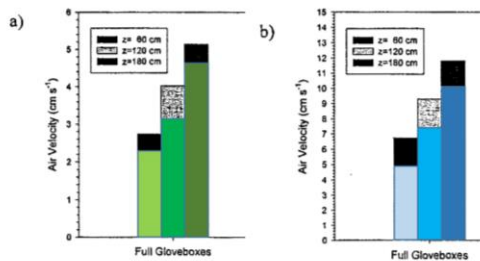 a)
z= 60 cm
z=120 cm
z=180 cm
Air Velocity (cm s⁻¹)
6
5
4
3
2
1
0
Full Gloveboxes
b)
z= 60 cm
z=120 cm
z=180 cm
Air Velocity (cm s⁻¹)
15
14
13
12
11
10
9
8
7
6
5
4
3
2
1
0
Full Gloveboxes